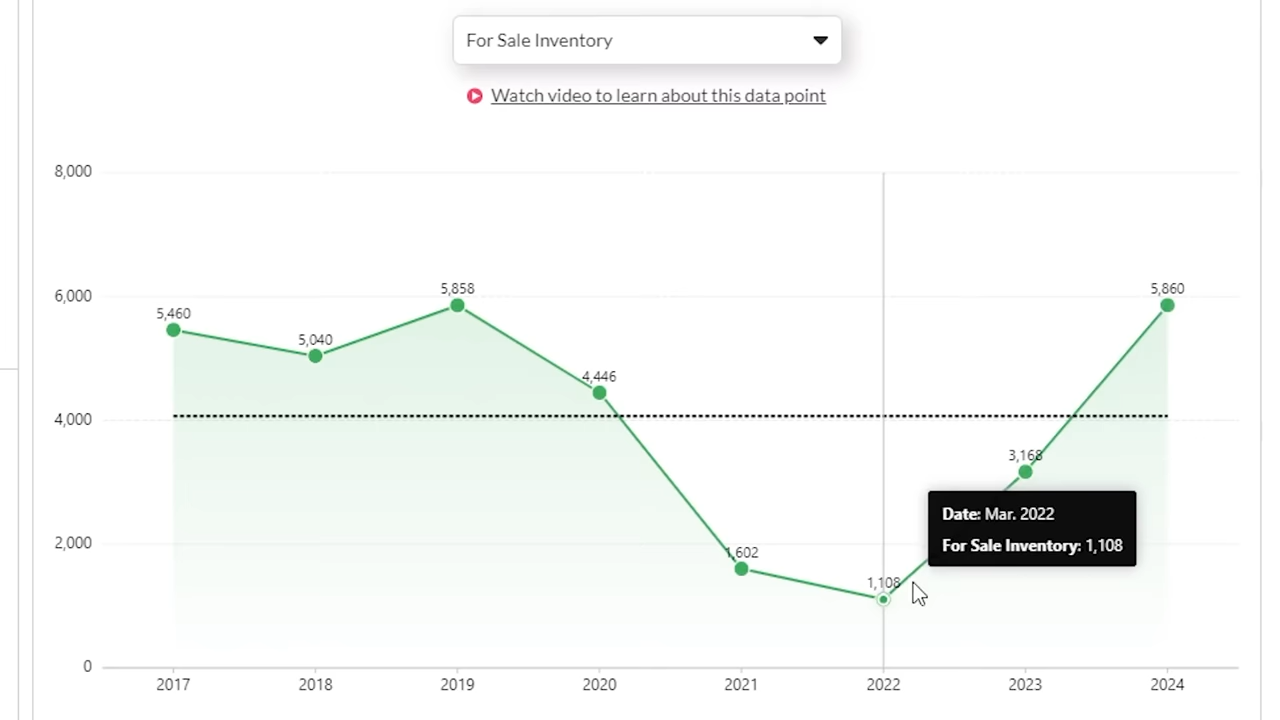 For Sale Inventory
Watch video to learn about this data point
8,000
6,000
4,000
2,000
0
5,460
5,040
5,858
4,446
1,602
1,108
3,168
5,860
Date: Mar. 2022
For Sale Inventory: 1,108
2017 2018 2019 2020 2021 2022 2023 2024